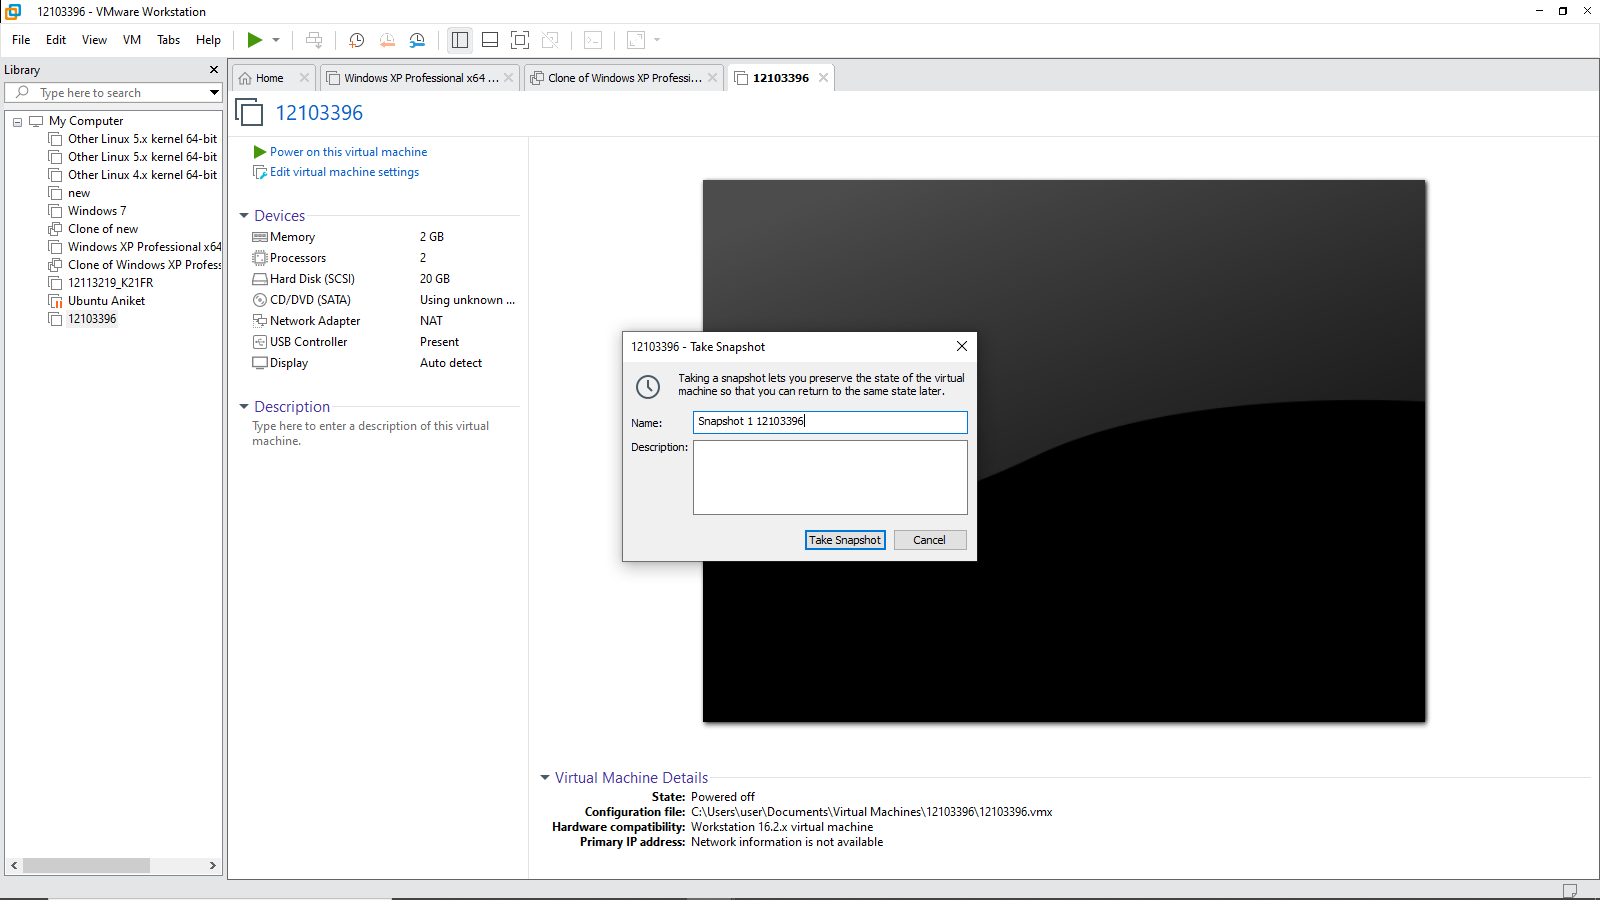 12103396 - VMware Workstation
File Edit View VM Tabs Help
Library
Type here to search
My Computer
Other Linux 5.x kernel 64-bit
Other Linux 5.x kernel 64-bit
Other Linux 4.x kernel 64-bit
new
Windows 7
Clone of new
Windows XP Professional x64
Clone of Windows XP Profess
12113219_K21FR
Ubuntu Aniket
12103396
Home
Windows XP Professional x64 ...
Clone of Windows XP Professi...
12103396
12103396
Power on this virtual machine
Edit virtual machine settings
Devices
Memory 2 GB
Processors 2
Hard Disk (SCSI) 20 GB
CD/DVD (SATA) Using unknown ...
Network Adapter NAT
USB Controller Present
Display Auto detect
Description
Type here to enter a description of this virtual
machine.
12103396 - Take Snapshot
Taking a snapshot lets you preserve the state of the virtual
machine so that you can return to the same state later.
Name: Snapshot 1 12103396
Description:
Take Snapshot Cancel
Virtual Machine Details
State: Powered off
Configuration file: C:\Users\user\Documents\Virtual Machines\12103396\12103396.vmx
Hardware compatibility: Workstation 16.2.x virtual machine
Primary IP address: Network information is not available